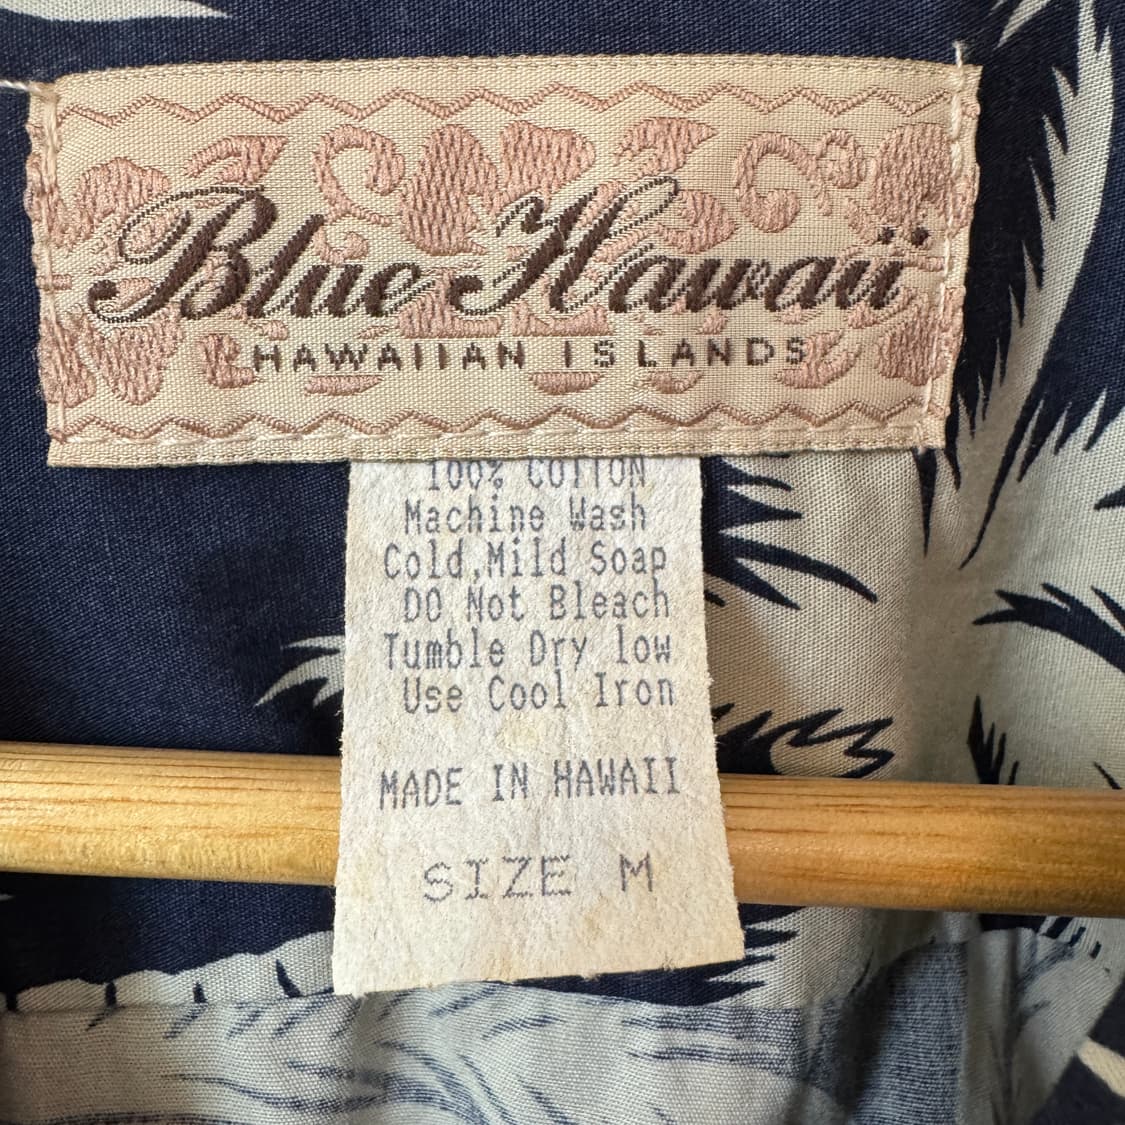 Blue Hawaii
HAWAIIAN ISLANDS
100% COTTON
Machine Wash
Cold,Mild Soap
DO Not Bleach
Tumble Dry low
Use Cool Iron
MADE IN HAWAII
SIZE M